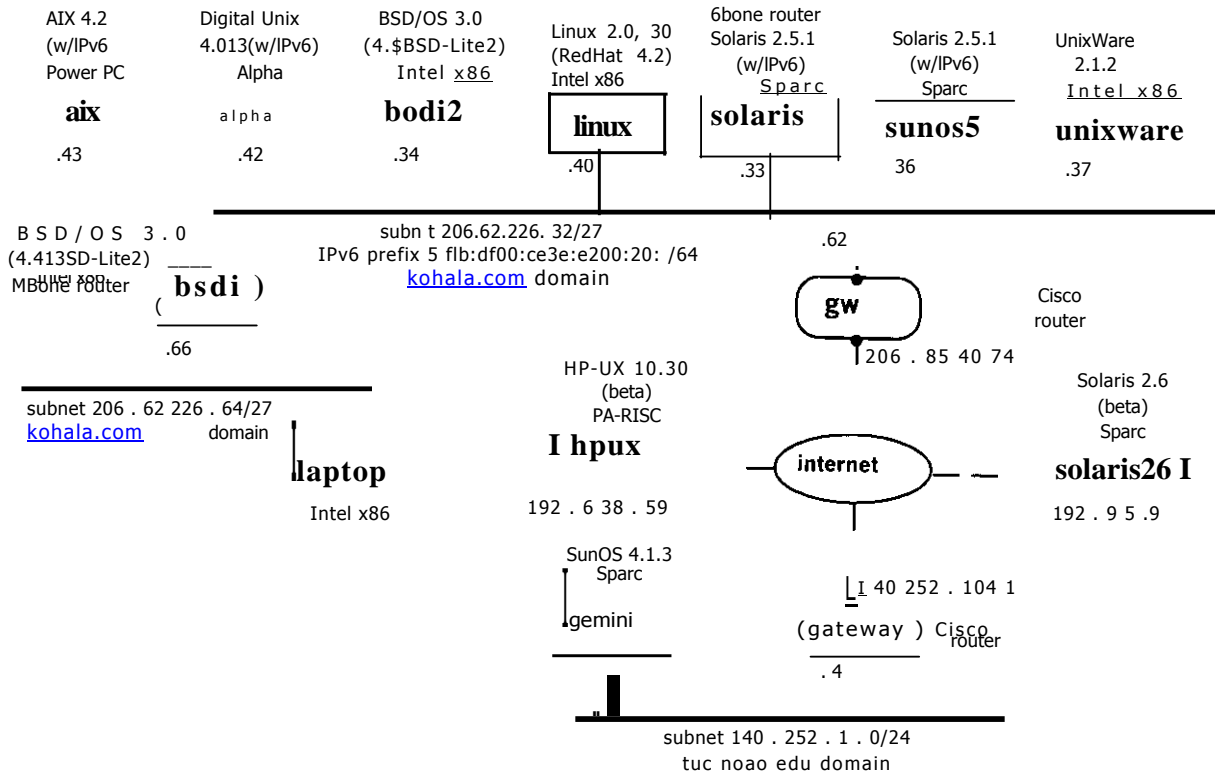 AIX 4.2
(w/lPv6
Power PC
aix
.43
Digital Unix
4.013(w/lPv6)
Alpha
alpha
.42
BSD/OS 3.0
(4.$BSD-Lite2)
Intel x86
bodi2
.34
Linux 2.0, 30
(RedHat 4.2)
Intel x86
linux
.40
6bone router
Solaris 2.5.1
(w/lPv6)
Sparc
solaris
.33
Solaris 2.5.1
(w/lPv6)
Sparc
sunos5
36
UnixWare
2.1.2
Intel x86
unixware
.37
BSD/OS 3.0
(4.413SD-Lite2)
MBone router
( bsdi )
.66
subn t 206.62.226. 32/27
IPv6 prefix 5 flb:df00:ce3e:e200:20: /64
kohala.com domain
.62
gw
Cisco
router
206 . 85 40 74
subnet 206 . 62 226 . 64/27
kohala.com domain
laptop
Intel x86
HP-UX 10.30
(beta)
PA-RISC
I hpux
192 . 6 38 . 59
internet
Solaris 2.6
(beta)
Sparc
solaris26 I
192 . 9 5 .9
SunOS 4.1.3
Sparc
gemini
I 40 252 . 104 1
(gateway ) Cisco
router
. 4
subnet 140 . 252 . 1 . 0/24
tuc noao edu domain